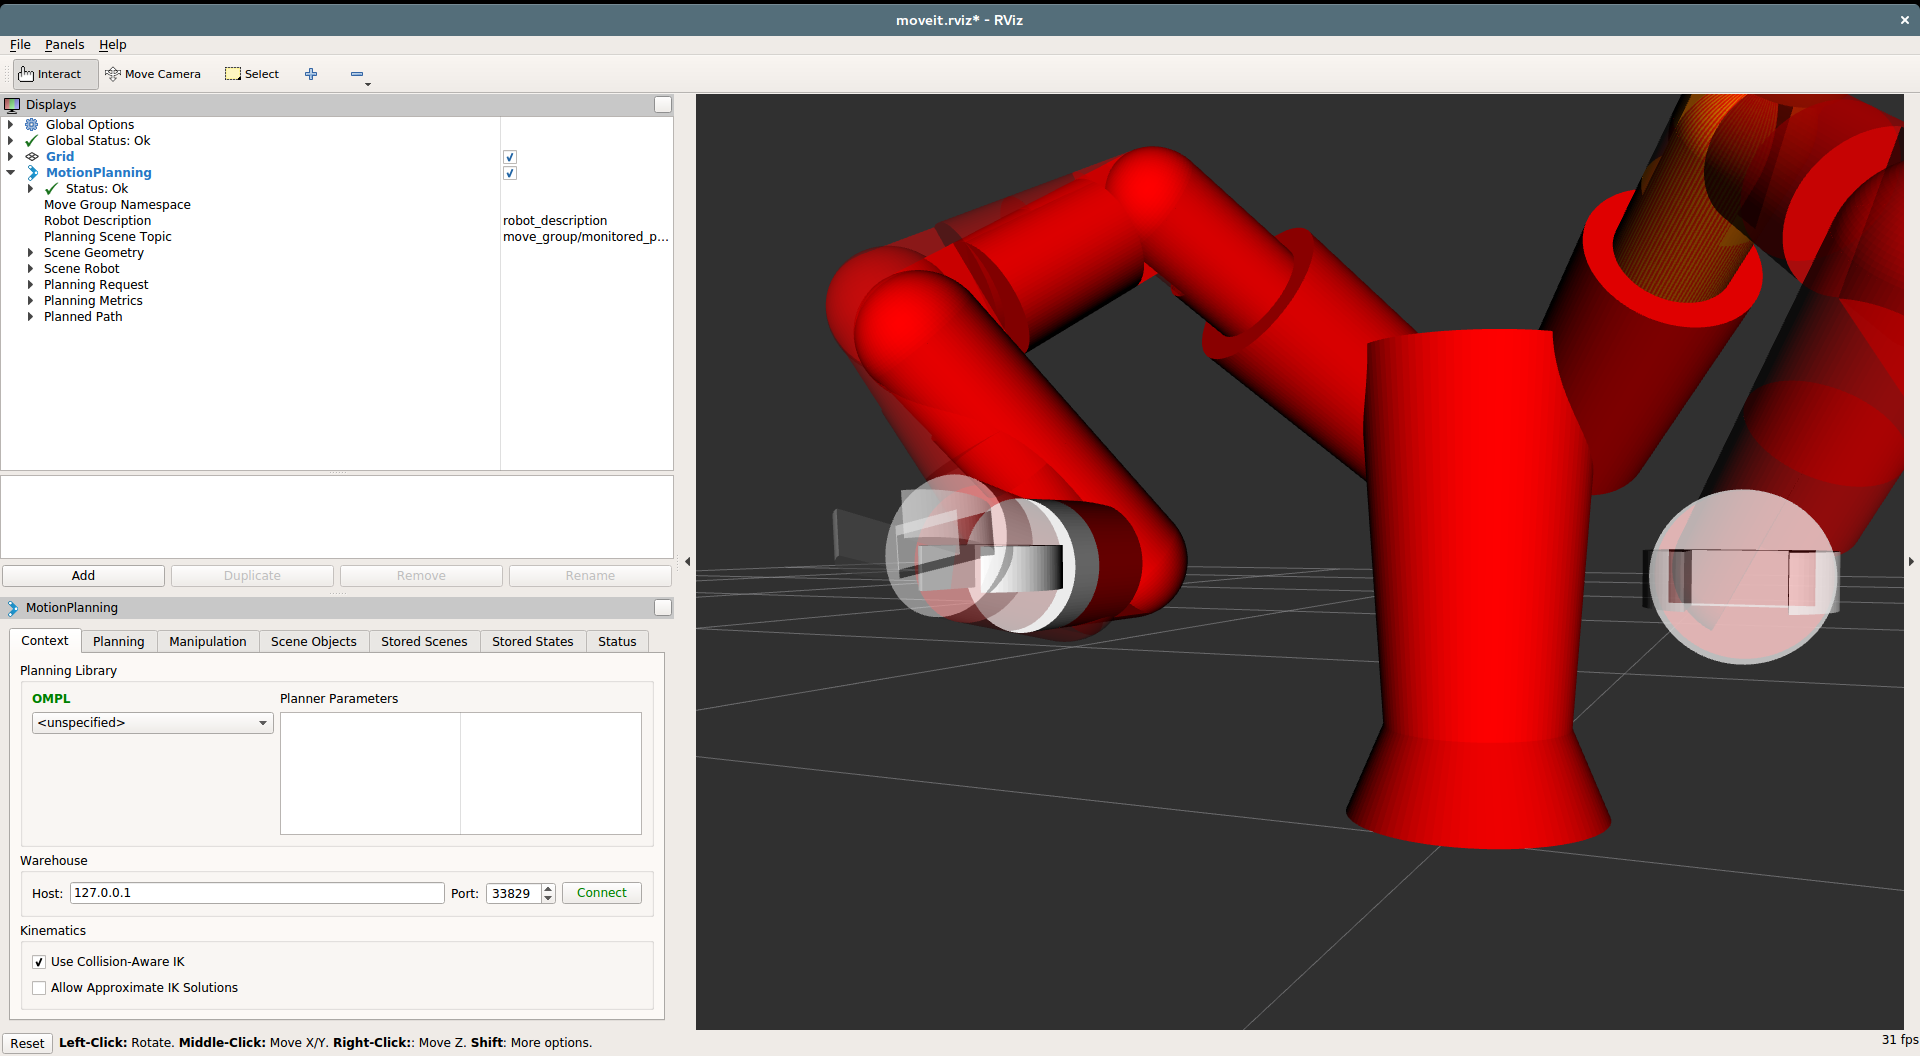 moveit.rviz* - RViz
File Panels Help
Interact Move Camera Select
Displays
Global Options
Global Status: Ok
Grid
MotionPlanning
Status: Ok
Move Group Namespace
Robot Description robot_description
Planning Scene Topic move_group/monitored_p...
Scene Geometry
Scene Robot
Planning Request
Planning Metrics
Planned Path
Add Duplicate Remove Rename
MotionPlanning
Context Planning Manipulation Scene Objects Stored Scenes Stored States Status
Planning Library
OMPL Planner Parameters
<unspecified>
Warehouse
Host: 127.0.0.1 Port: 33829 Connect
Kinematics
Use Collision-Aware IK
Allow Approximate IK Solutions
Reset Left-Click: Rotate. Middle-Click: Move X/Y. Right-Click:: Move Z. Shift: More options. 31 fps